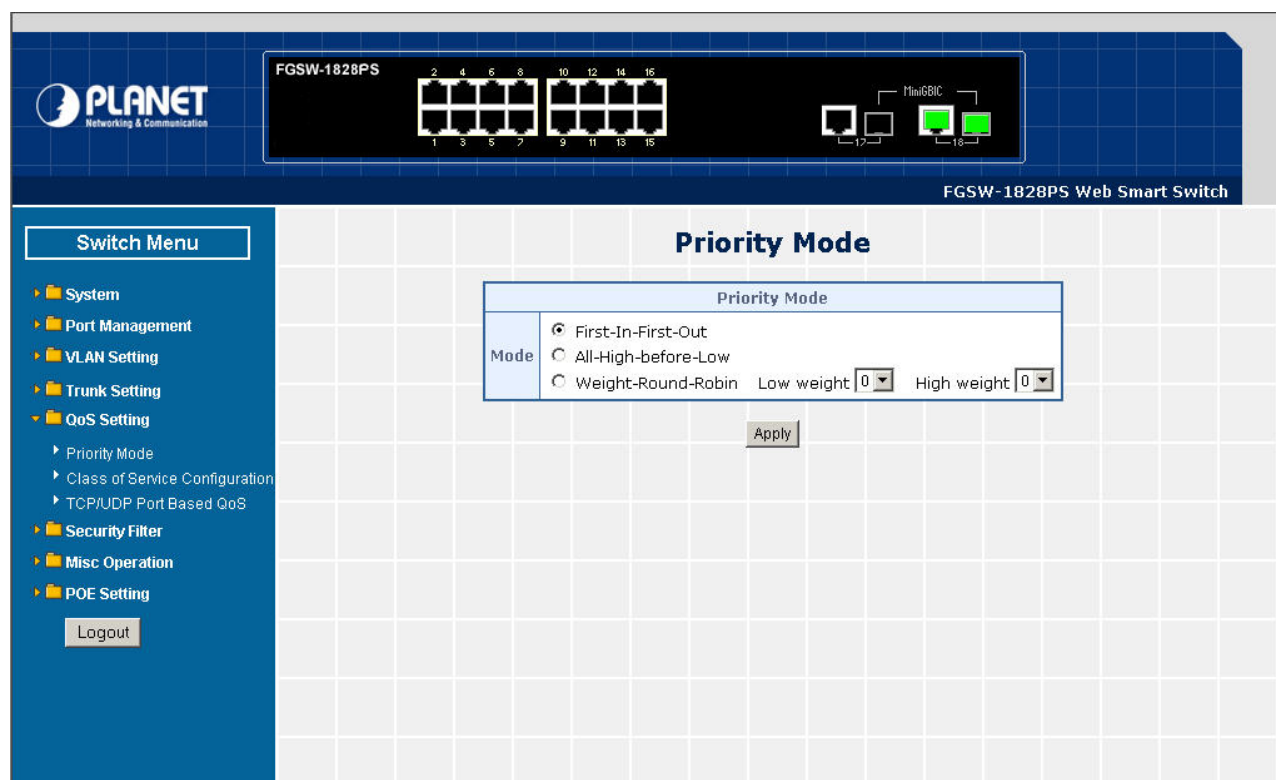 PLANET
Networking & Communication
FGSW-1828PS
2 4 6 8 10 12 14 16
MiniGBIC
1 3 5 7 9 11 13 15
17 18
FGSW-1828PS Web Smart Switch
Switch Menu
System
Port Management
VLAN Setting
Trunk Setting
QoS Setting
Priority Mode
Class of Service Configuration
TCP/UDP Port Based QoS
Security Filter
Misc Operation
POE Setting
Logout
Priority Mode
Priority Mode
Mode
First-In-First-Out
All-High-before-Low
Weight-Round-Robin Low weight 0 High weight 0
Apply